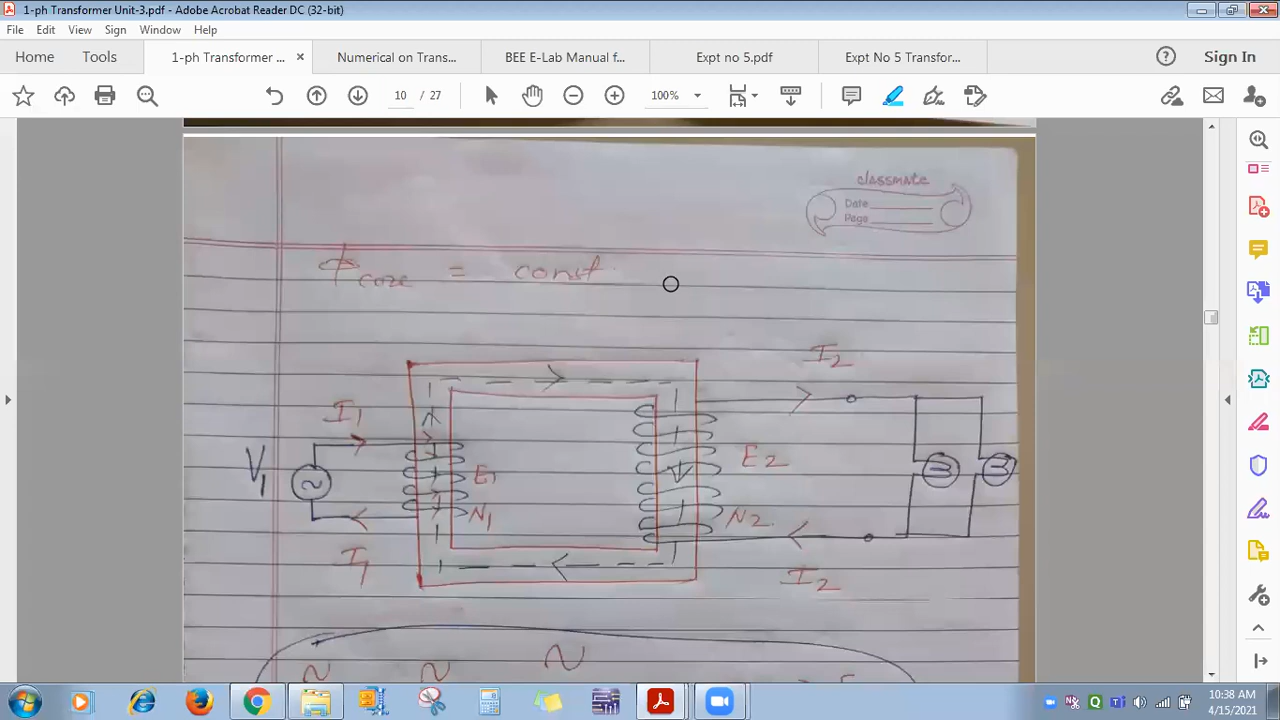 1-ph Transformer Unit-3.pdf - Adobe Acrobat Reader DC (32-bit)
File Edit View Sign Window Help
Home Tools 1-ph Transformer ... × Numerical on Trans... BEE E-Lab Manual f... Expt no 5.pdf Expt No 5 Transfor... Sign In
10 / 27 100%
classmate
Date
Page
Φcore = const
I2
I1
V1
E1
E2
N1
N2
I1
I2
10:38 AM
4/15/2021